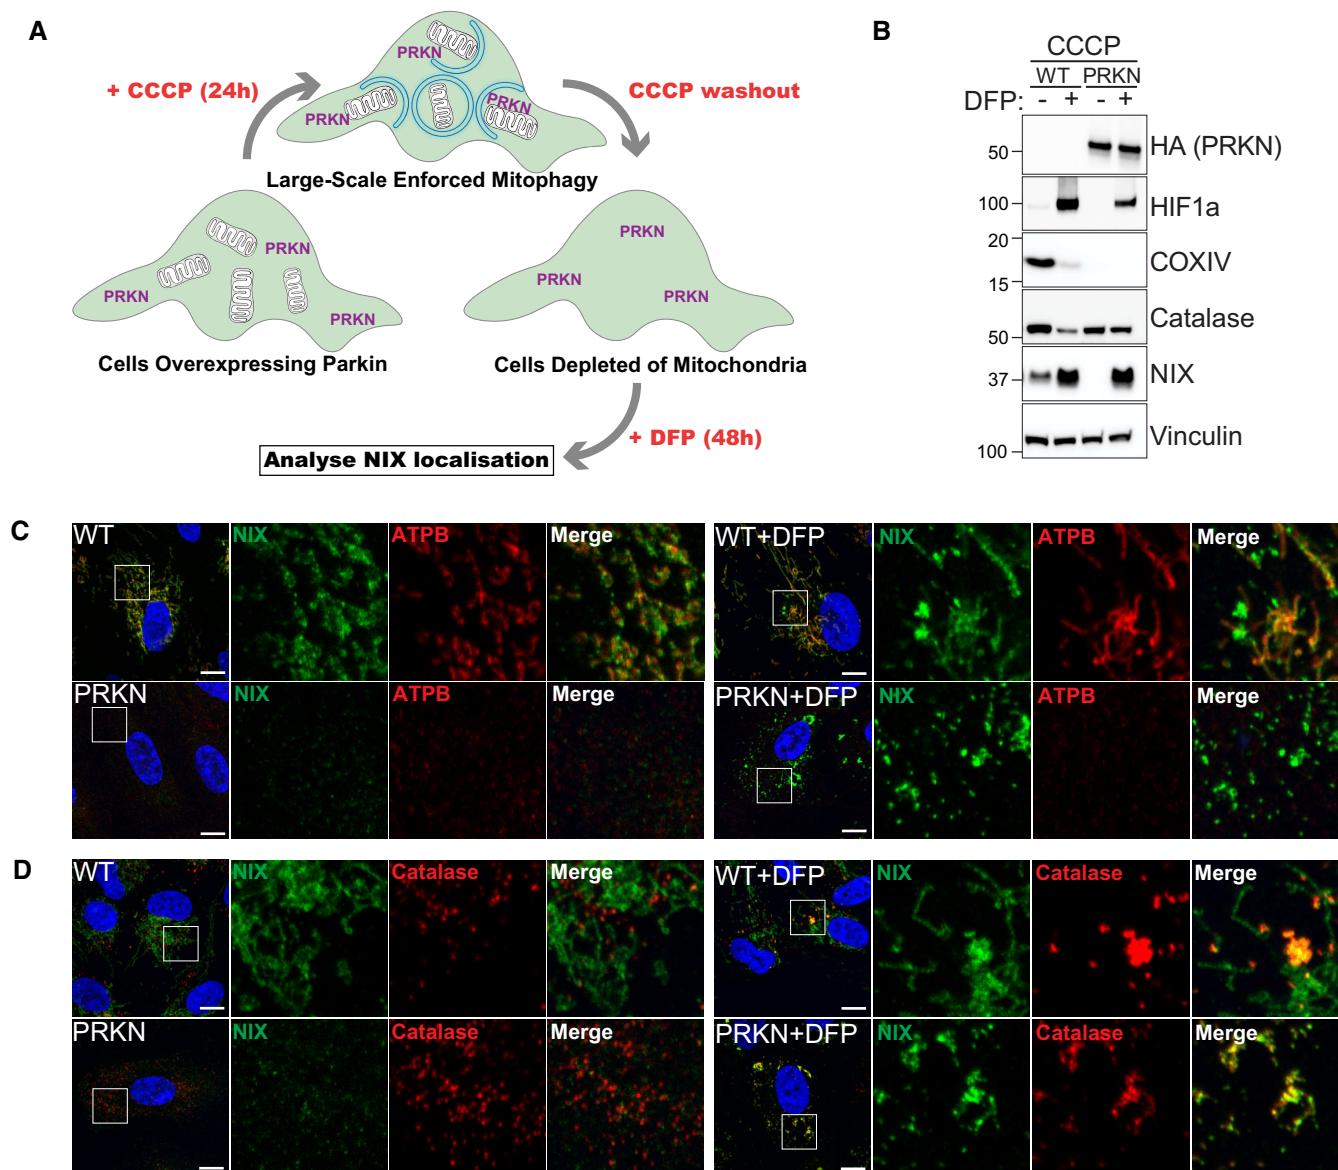 A
PRKN
+ CCCP (24h)
CCCP washout
PRKN
PRKN
Large-Scale Enforced Mitophagy
PRKN
PRKN
PRKN
Cells Overexpressing Parkin
PRKN
PRKN
PRKN
Cells Depleted of Mitochondria
+ DFP (48h)
Analyse NIX localisation
B
CCCP
WT PRKN
DFP: - + - +
50 HA (PRKN)
100 HIF1a
20
COXIV
15
Catalase
50
37 NIX
Vinculin
100
C
WT NIX ATPB Merge WT+DFP NIX ATPB Merge
PRKN NIX ATPB Merge PRKN+DFP NIX ATPB Merge
D
WT NIX Catalase Merge WT+DFP NIX Catalase Merge
PRKN NIX Catalase Merge PRKN+DFP NIX Catalase Merge